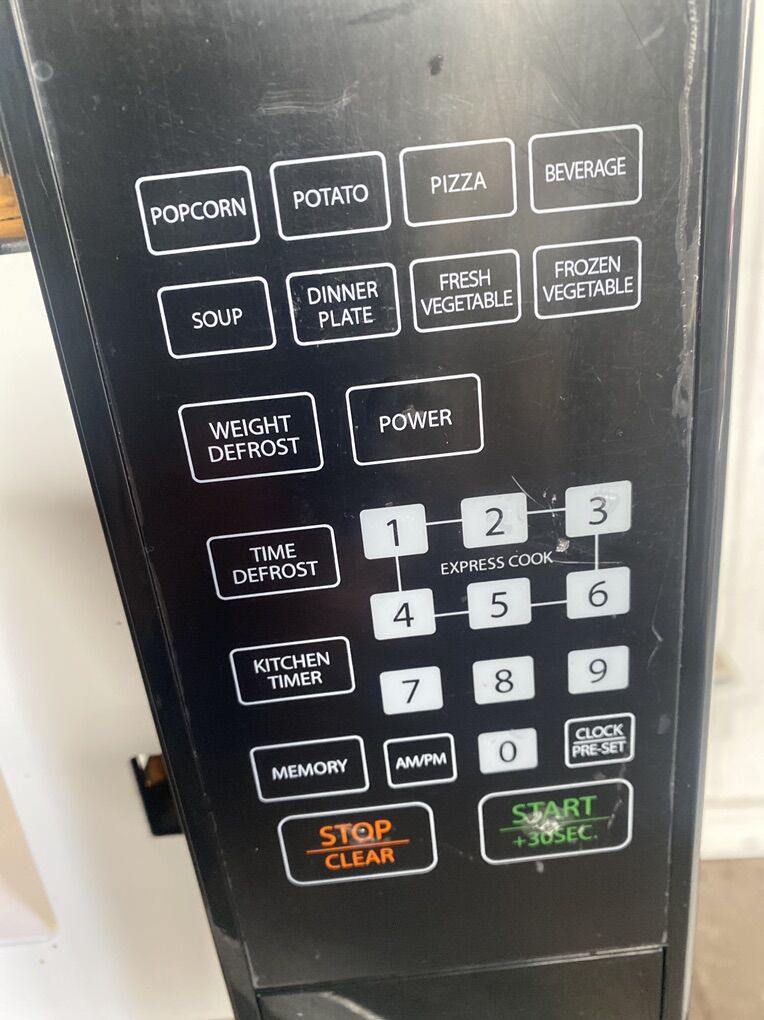 POPCORN
POTATO
PIZZA
BEVERAGE
SOUP
DINNER
PLATE
FRESH
VEGETABLE
FROZEN
VEGETABLE
WEIGHT
DEFROST
POWER
TIME
DEFROST
1
2
3
EXPRESS COOK
4
5
6
KITCHEN
TIMER
7
8
9
MEMORY
AM/PM
0
CLOCK
PRE-SET
STOP
CLEAR
START
+30SEC.